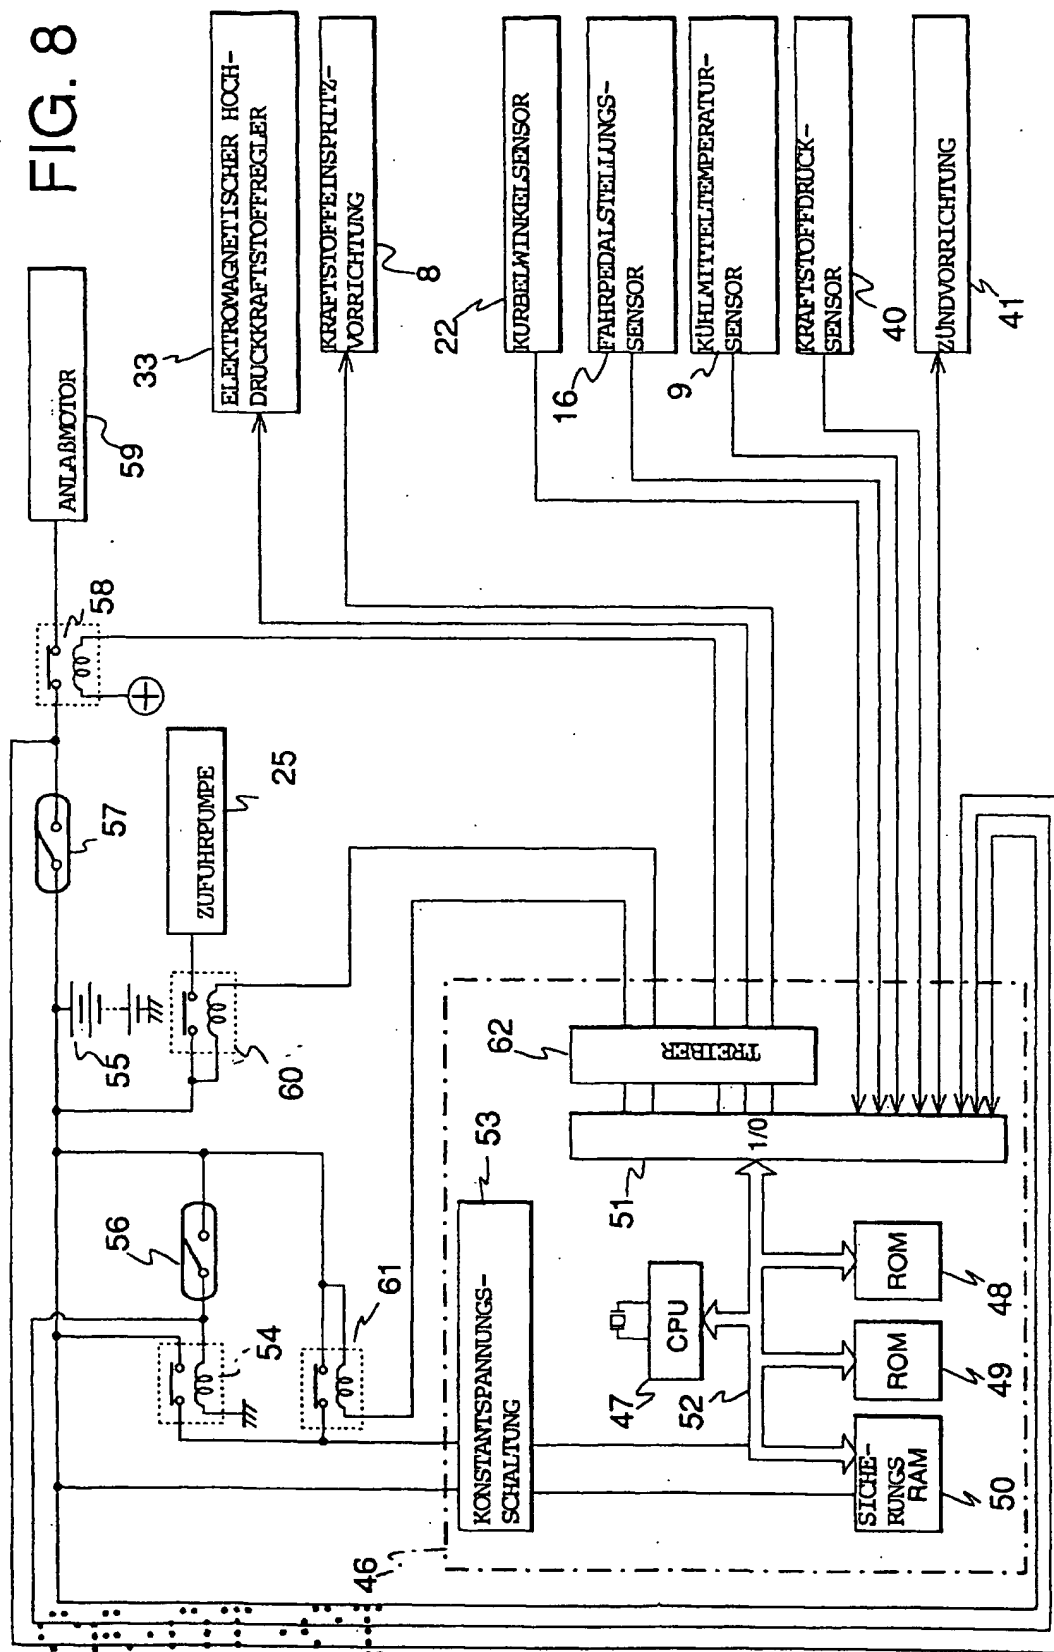 FIG. 8
ANLAßMOTOR
59
58
57
ZUFUHRPUMPE
25
55
60
56
54
61
33
ELEKTROMAGNETISCHER HOCH-
DRUCKKRAFTSTOFFREGLER
KRAFTSTOFFEINSPRITZ-
VORRICHTUNG
8
22
KURBELWINKELSENSOR
16
FAHRPEDALSTELLUNGS-
SENSOR
9
KÜHLMITTELTEMPERATUR-
SENSOR
KRAFTSTOFFDRUCK-
SENSOR
40
ZÜNDVORRICHTUNG
41
46
KONSTANTSPANNUNGS-
SCHALTUNG
53
62
TREIBER
51
I/O
47
CPU
52
SICHE-
RUNGS
RAM
50
ROM
49
ROM
48